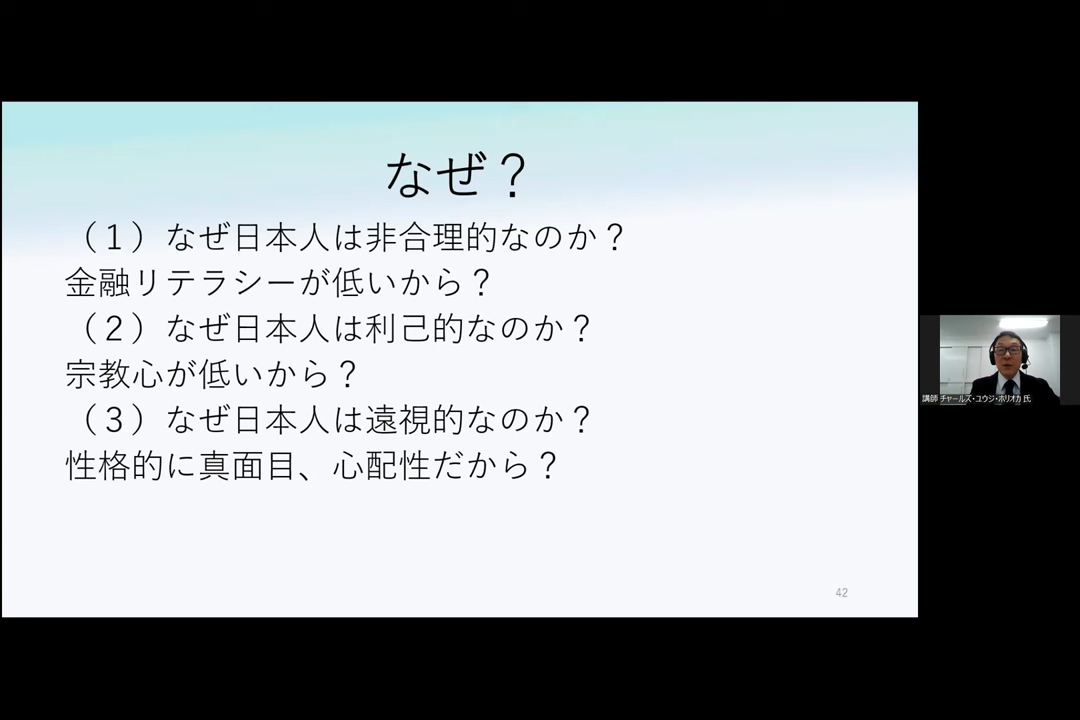 なぜ？
（１）なぜ日本人は非合理的なのか？
金融リテラシーが低いから？
（２）なぜ日本人は利己的なのか？
宗教心が低いから？
（３）なぜ日本人は遠視的なのか？
性格的に真面目、心配性だから？
42
講師 チャールズ・ユウジ・ホリオカ 氏